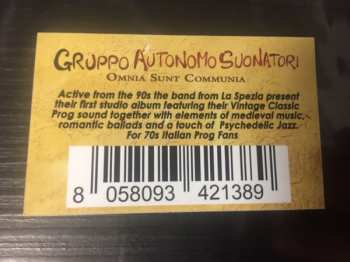 GRUPPO AUTONOMO SUONATORI
OMNIA SUNT COMMUNIA
Active from the 90s the band from La Spezia present
their first studio album featuring their Vintage Classic
Prog sound together with elements of medieval music,
romantic ballads and a touch of Psychedelic Jazz.
For 70s Italian Prog Fans
8 058093 421389